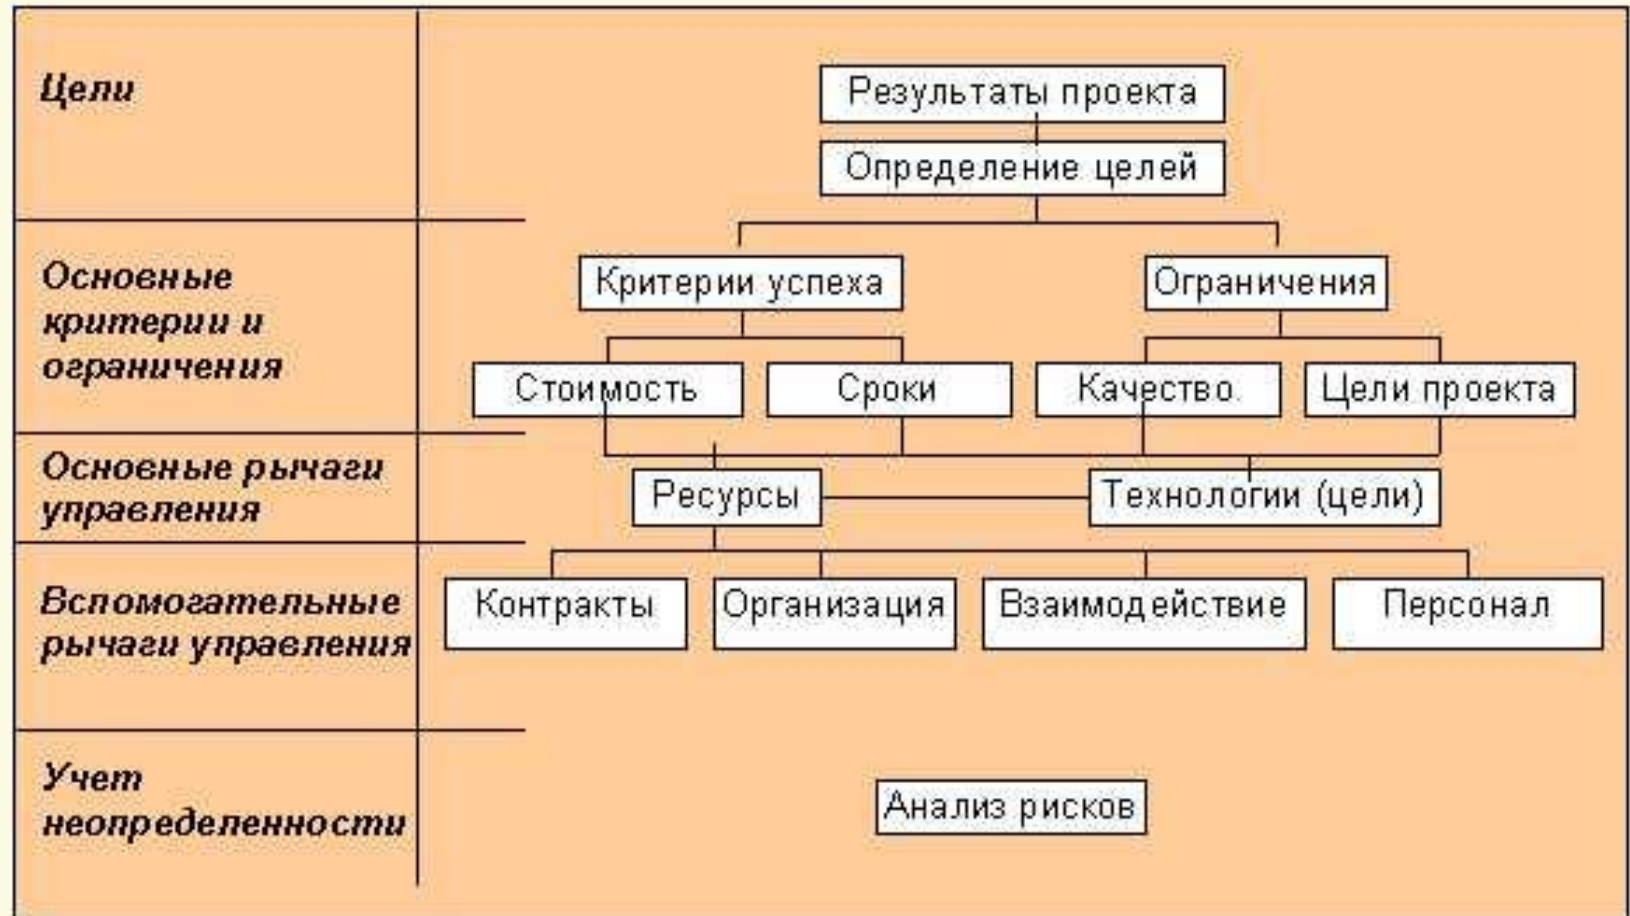 Цели
Результаты проекта
Определение целей
Основные
критерии и
ограничения
Критерии успеха
Ограничения
Стоимость
Сроки
Качество
Цели проекта
Основные рычаги
управления
Ресурсы
Технологии (цели)
Вспомогательные
рычаги управления
Контракты
Организация
Взаимодействие
Персонал
Учет
неопределенности
Анализ рисков